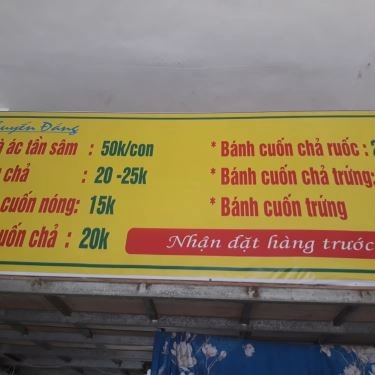 uyến Đáng
à ác tần sâm : 50k/con
chả : 20 -25k
cuốn nóng: 15k
uốn chả : 20k
* Bánh cuốn chả ruốc :
* Bánh cuốn chả trứng:
* Bánh cuốn trứng
Nhận đặt hàng trước